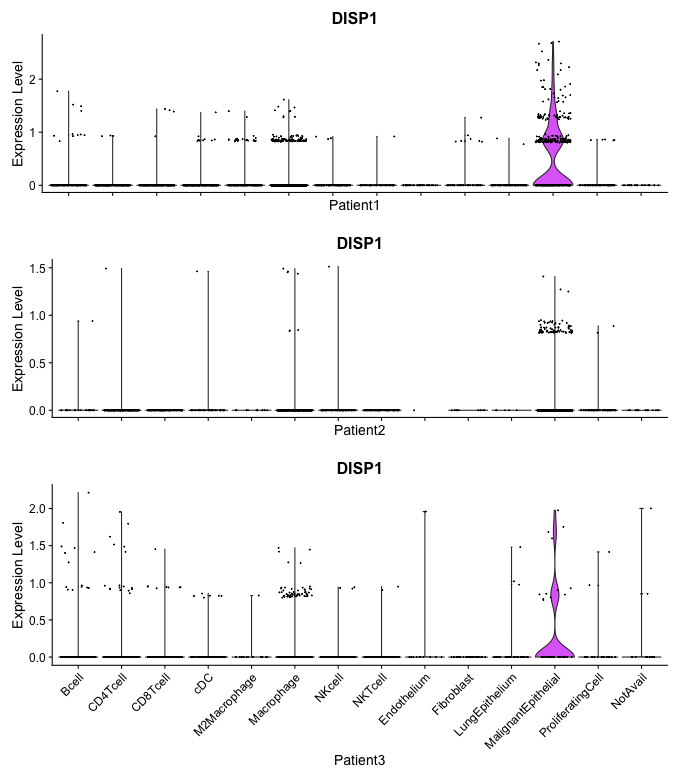 DISP1
Expression Level
2
1
0
Patient1
DISP1
Expression Level
1.5
1.0
0.5
0.0
Patient2
DISP1
Expression Level
2.0
1.5
1.0
0.5
0.0
Bcell
CD4Tcell
CD8Tcell
cDC
M2Macrophage
Macrophage
NKcell
NKTcell
Endothelium
Fibroblast
LungEpithelium
MalignantEpithelial
ProliferatingCell
NotAvail
Patient3